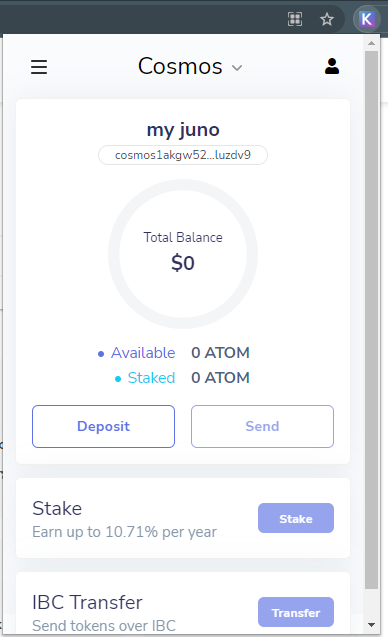 K
Cosmos
my juno
cosmos1akgw52...luzdv9
Total Balance
$0
Available 0 ATOM
Staked 0 ATOM
Deposit Send
Stake
Earn up to 10.71% per year
Stake
IBC Transfer
Send tokens over IBC
Transfer